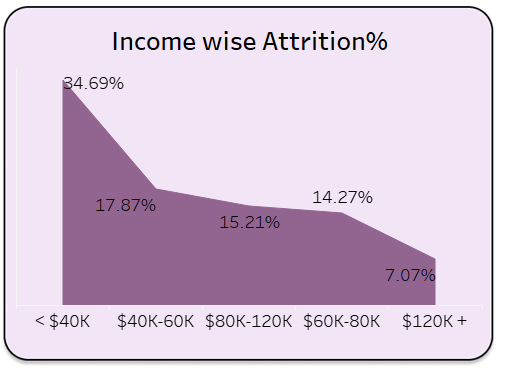 Income wise Attrition%
34.69%
17.87%
15.21%
14.27%
7.07%
< $40K
$40K-60K
$80K-120K
$60K-80K
$120K +